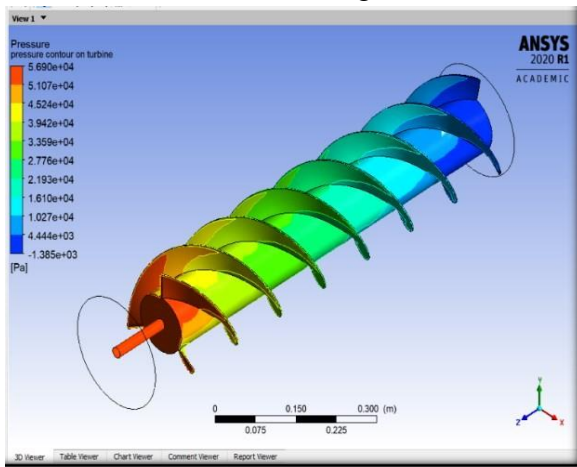 View 1
Pressure
pressure contour on turbine
5.690e+04
5.107e+04
4.524e+04
3.942e+04
3.359e+04
2.776e+04
2.193e+04
1.610e+04
1.027e+04
4.444e+03
-1.385e+03
[Pa]
ANSYS
2020 R1
ACADEMIC
0 0.150 0.300 (m)
0.075 0.225
Y
Z X
3D Viewer Table Viewer Chart Viewer Comment Viewer Report Viewer